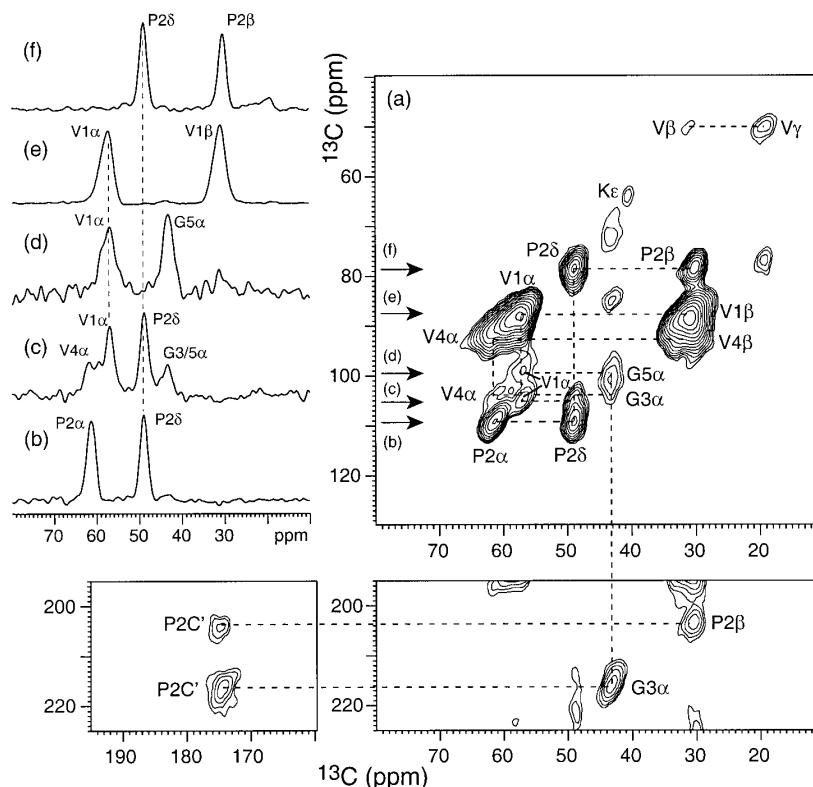 (f)
P2δ
P2β
(e)
V1α
V1β
(d)
V1α
G5α
(c)
V4α
V1α
P2δ
G3/5α
(b)
P2α
P2δ
70 60 50 40 30 20 ppm
(a)
13C (ppm)
60
80
100
120
Vβ
Vγ
Kε
(f)
P2δ
P2β
(e)
V1α
V1β
V4α
V4β
(d)
G5α
(c)
V4α
V1α
G3α
(b)
P2α
P2δ
70 60 50 40 30 20
200
220
P2C'
P2C'
190 180 170
200
220
P2β
G3α
70 60 50 40 30 20
13C (ppm)